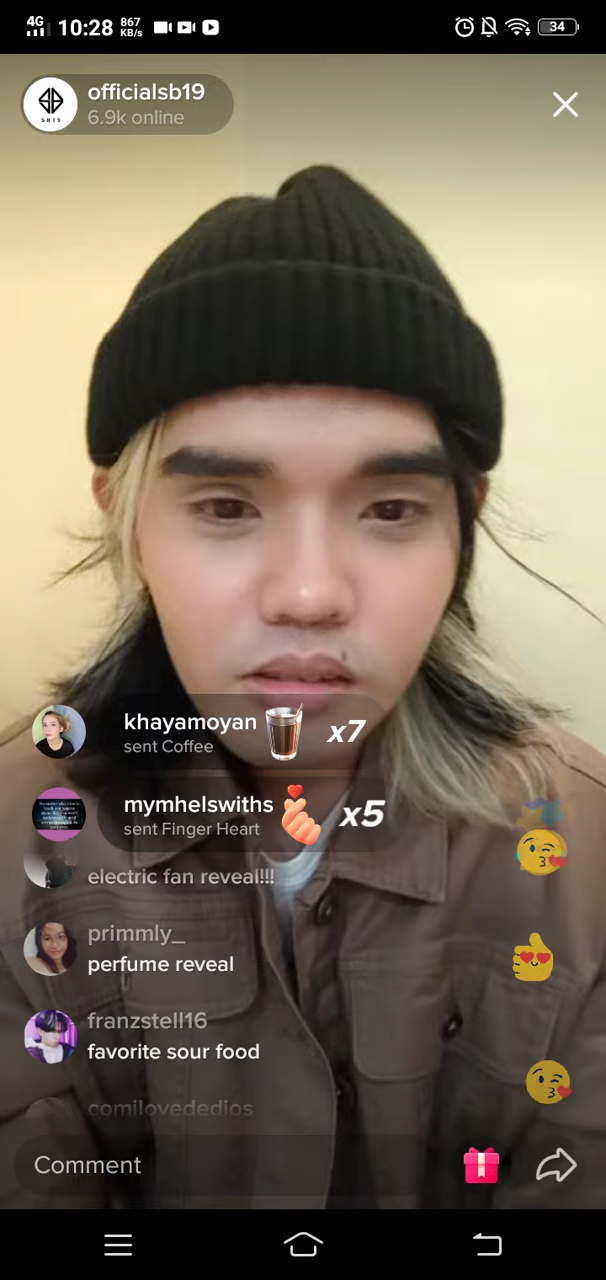 4G 10:28 867 KB/s 34
officialsb19
6.9k online
SB19
khayamoyan x7
sent Coffee
mymhelswiths x5
sent Finger Heart
electric fan reveal!!!
primmly_
perfume reveal
franzstell16
favorite sour food
comilovededios
Comment